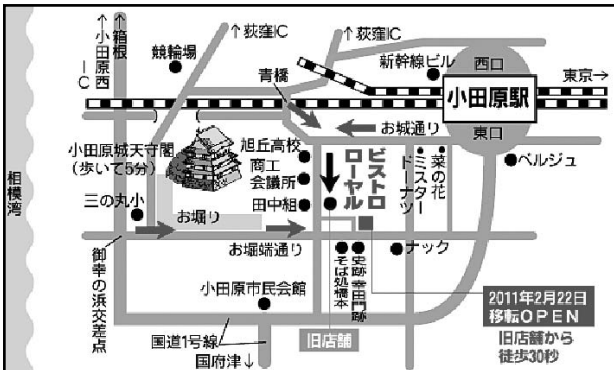 ↑箱根
↑小田原西IC
競輪場
↑荻窪IC
↑荻窪IC
青橋
新幹線ビル
西口
小田原駅
東口
東京→
お城通り
旭丘高校
商工
会議所
田中組
小田原城天守閣
(歩いて5分)
三の丸小
お堀り
お堀端通り
相模湾
御幸の浜交差点
ビストロ
ローヤル
ミスター
ドーナツ
菜の花
ベルジュ
ナック
史跡 幸田門跡
そば処橋本
小田原市民会館
国道1号線
国府津↓
旧店舗
2011年2月22日
移転OPEN
旧店舗から
徒歩30秒